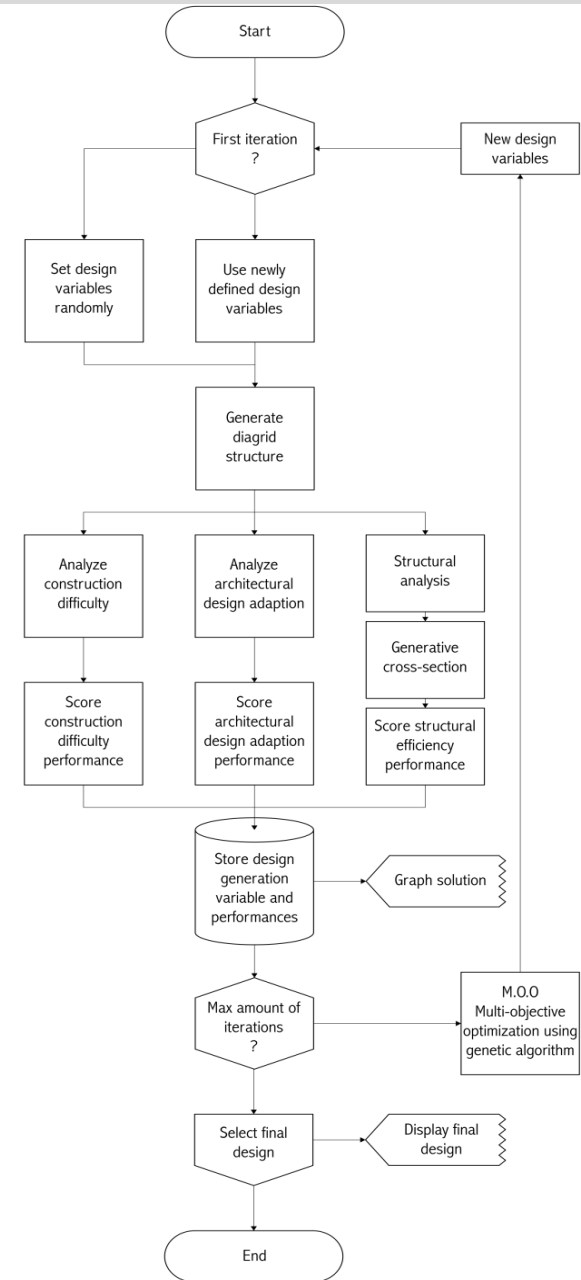 Start
First iteration
?
New design
variables
Set design
variables
randomly
Use newly
defined design
variables
Generate
diagrid
structure
Analyze
construction
difficulty
Analyze
architectural
design adaption
Structural
analysis
Generative
cross-section
Score
construction
difficulty
performance
Score
architectural
design adaption
performance
Score structural
efficiency
performance
Store design
generation
variable and
performances
Graph solution
Max amount of
iterations
?
M.O.O
Multi-objective
optimization using
genetic algorithm
Select final
design
Display final
design
End